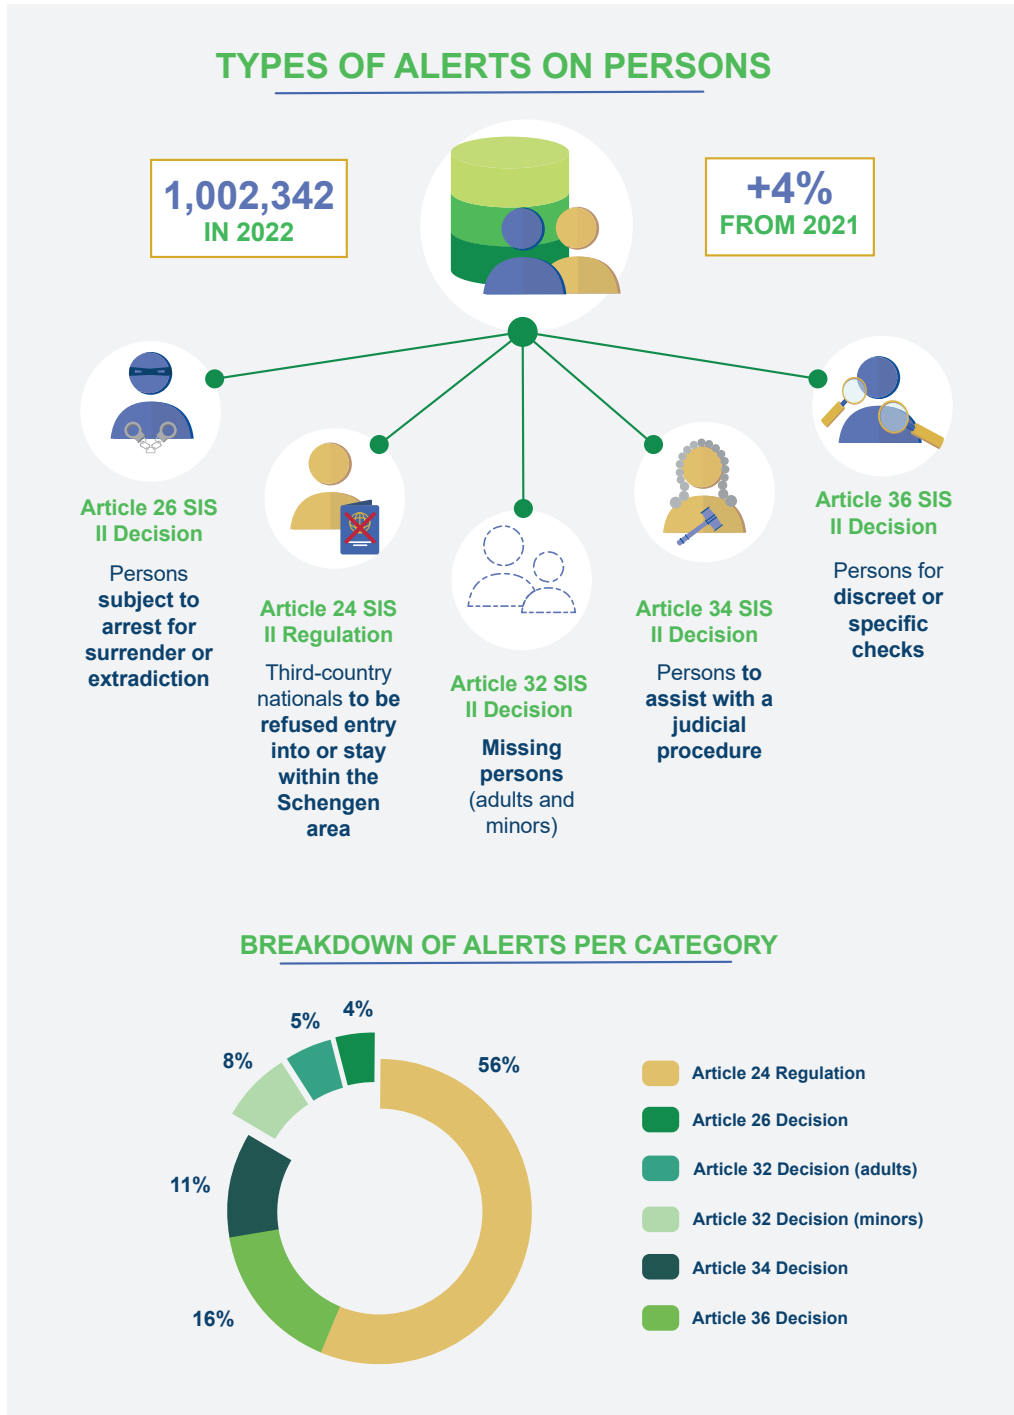 TYPES OF ALERTS ON PERSONS
1,002,342
IN 2022
+4%
FROM 2021
Article 26 SIS
II Decision
Persons
subject to
arrest for
surrender or
extradiction
Article 24 SIS
II Regulation
Third-country
nationals to be
refused entry
into or stay
within the
Schengen
area
Article 32 SIS
II Decision
Missing
persons
(adults and
minors)
Article 34 SIS
II Decision
Persons to
assist with a
judicial
procedure
Article 36 SIS
II Decision
Persons for
discreet or
specific
checks
BREAKDOWN OF ALERTS PER CATEGORY
4%
5%
8%
56%
11%
16%
Article 24 Regulation
Article 26 Decision
Article 32 Decision (adults)
Article 32 Decision (minors)
Article 34 Decision
Article 36 Decision